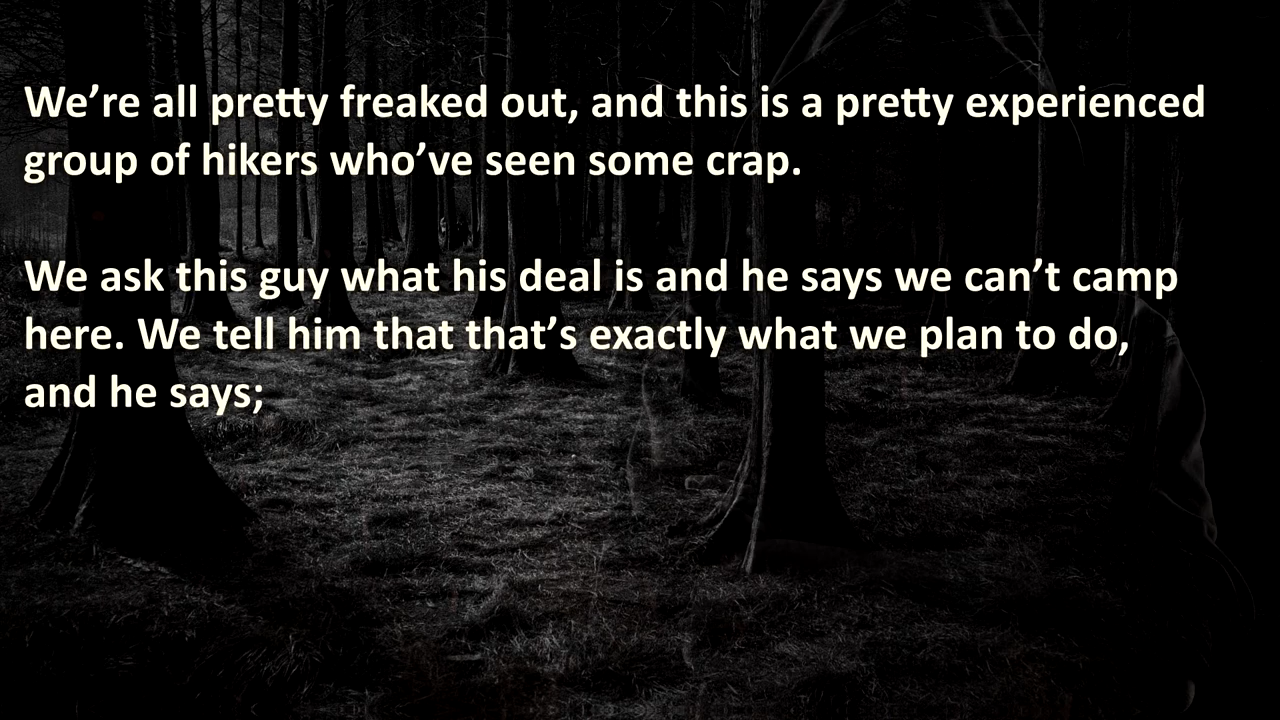 We’re all pretty freaked out, and this is a pretty experienced
group of hikers who’ve seen some crap.
We ask this guy what his deal is and he says we can’t camp
here. We tell him that that’s exactly what we plan to do,
and he says;